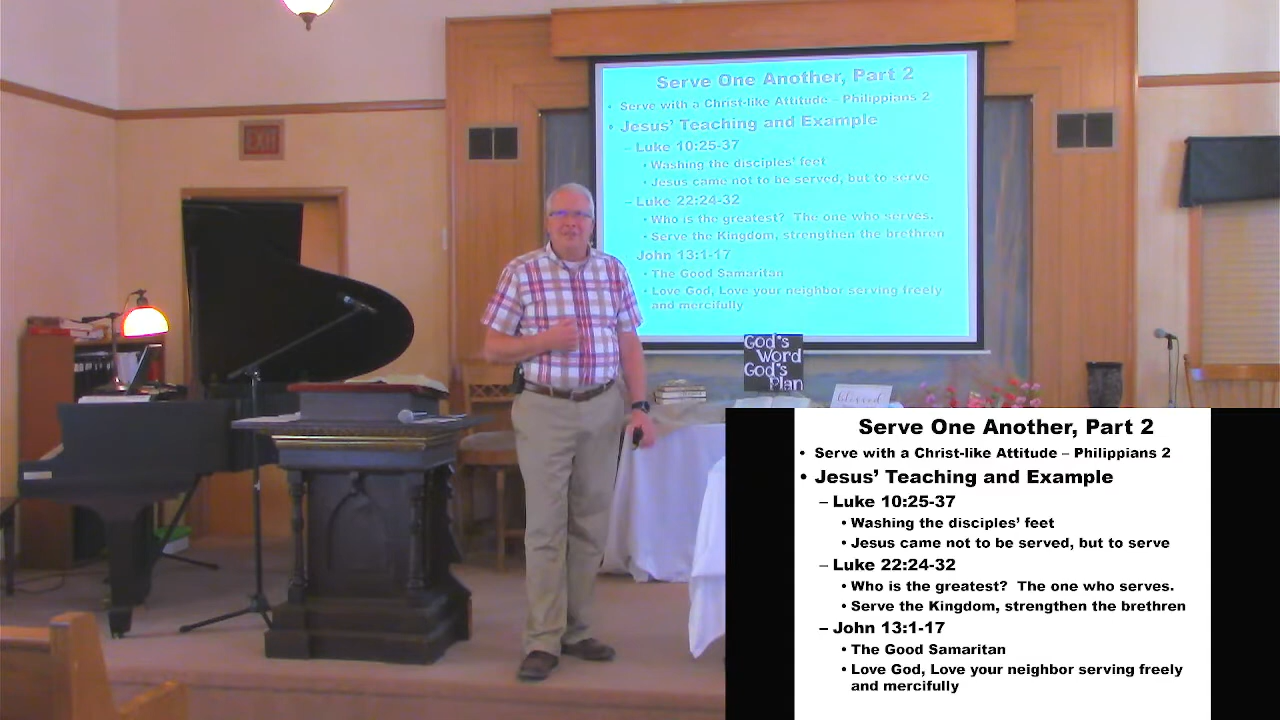 EXIT
Serve One Another, Part 2
• Serve with a Christ-like Attitude – Philippians 2
• Jesus’ Teaching and Example
– Luke 10:25-37
• Washing the disciples’ feet
• Jesus came not to be served, but to serve
– Luke 22:24-32
• Who is the greatest?  The one who serves.
• Serve the Kingdom, strengthen the brethren
John 13:1-17
• The Good Samaritan
• Love God, Love your neighbor serving freely
and mercifully
God's
Word
God's
Plan
blessed
Serve One Another, Part 2
• Serve with a Christ-like Attitude – Philippians 2
• Jesus’ Teaching and Example
– Luke 10:25-37
• Washing the disciples’ feet
• Jesus came not to be served, but to serve
– Luke 22:24-32
• Who is the greatest?  The one who serves.
• Serve the Kingdom, strengthen the brethren
– John 13:1-17
• The Good Samaritan
• Love God, Love your neighbor serving freely
and mercifully